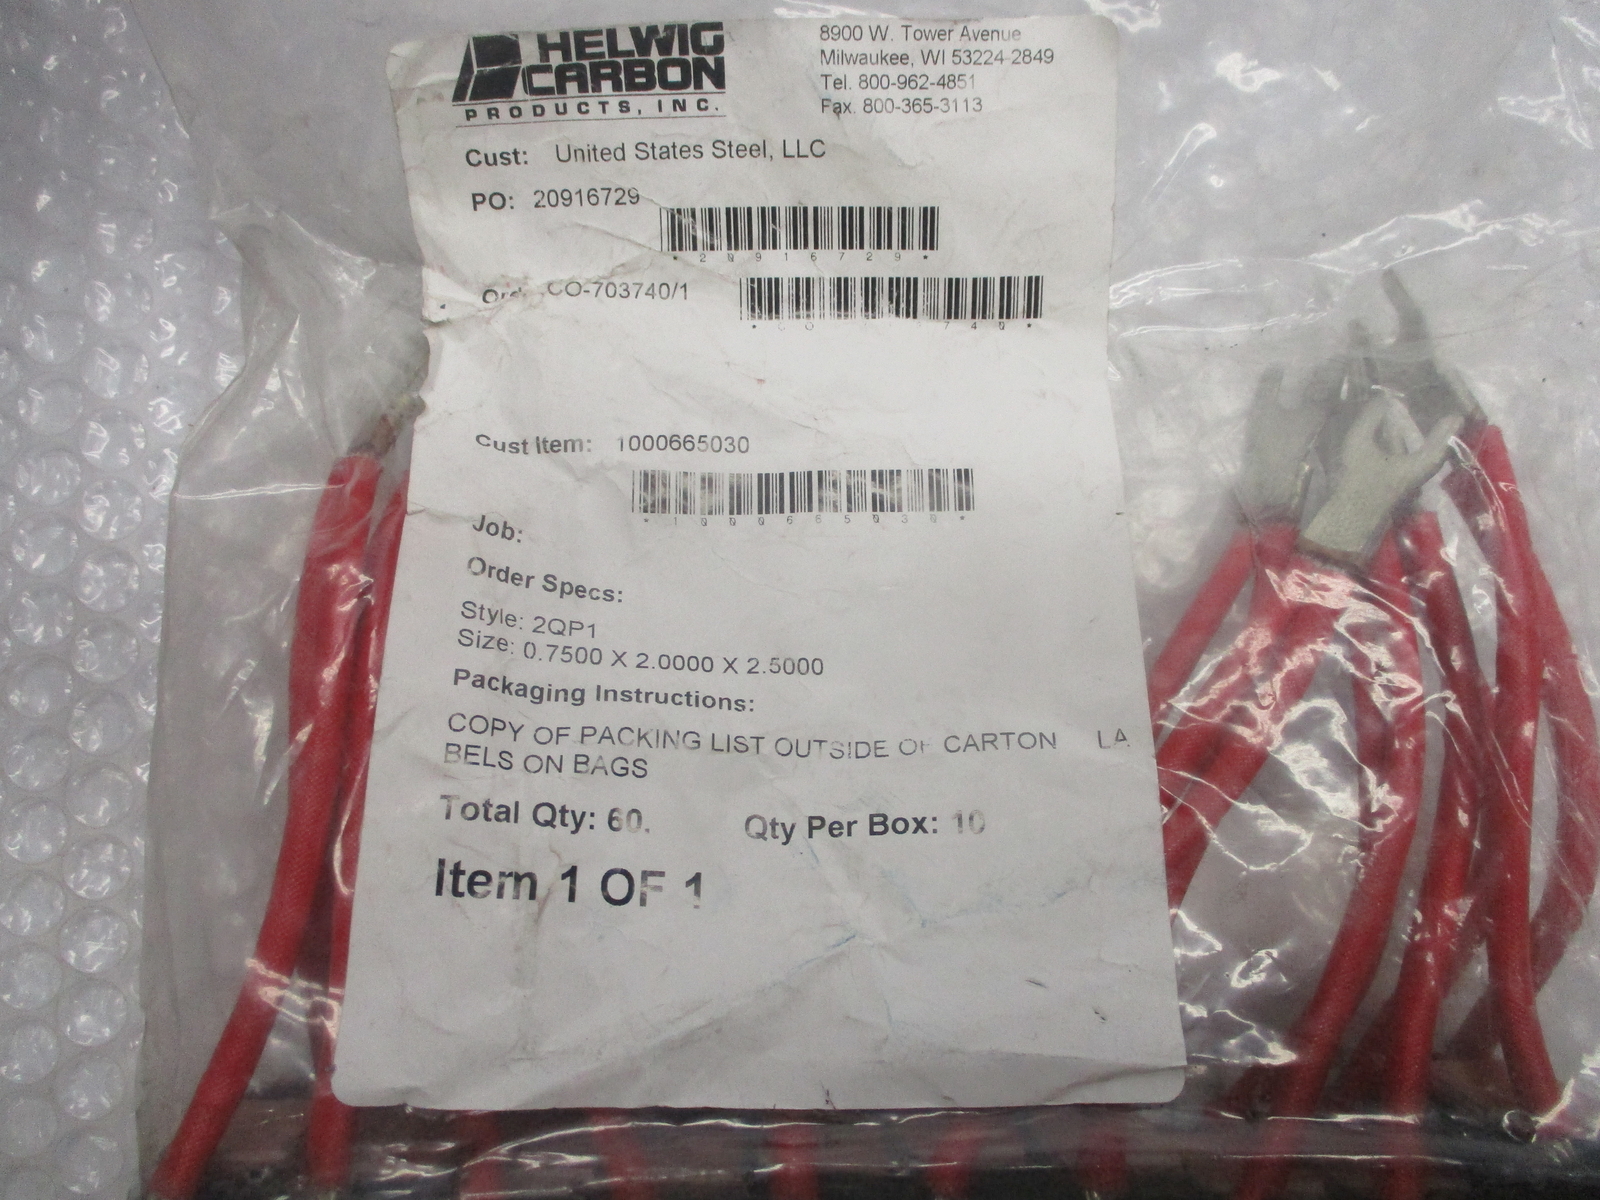 HELWIG
CARBON
PRODUCTS, INC.
8900 W. Tower Avenue
Milwaukee, WI 53224-2849
Tel. 800-962-4851
Fax. 800-365-3113
Cust: United States Steel, LLC
PO: 20916729
*20916729*
CO-703740/1
Cust Item: 1000665030
*1000665030*
Job:
Order Specs:
Style: 2QP1
Size: 0.7500 X 2.0000 X 2.5000
Packaging Instructions:
COPY OF PACKING LIST OUTSIDE OF CARTON LA
BELS ON BAGS
Total Qty: 60. Qty Per Box: 10
Item 1 OF 1